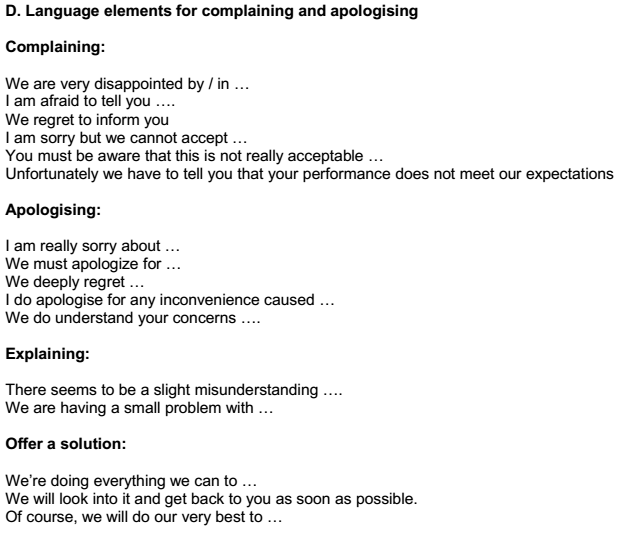 D. Language elements for complaining and apologising
Complaining:
We are very disappointed by / in …
I am afraid to tell you ….
We regret to inform you
I am sorry but we cannot accept …
You must be aware that this is not really acceptable …
Unfortunately we have to tell you that your performance does not meet our expectations
Apologising:
I am really sorry about …
We must apologize for …
We deeply regret …
I do apologise for any inconvenience caused …
We do understand your concerns ….
Explaining:
There seems to be a slight misunderstanding ….
We are having a small problem with …
Offer a solution:
We’re doing everything we can to …
We will look into it and get back to you as soon as possible.
Of course, we will do our very best to …